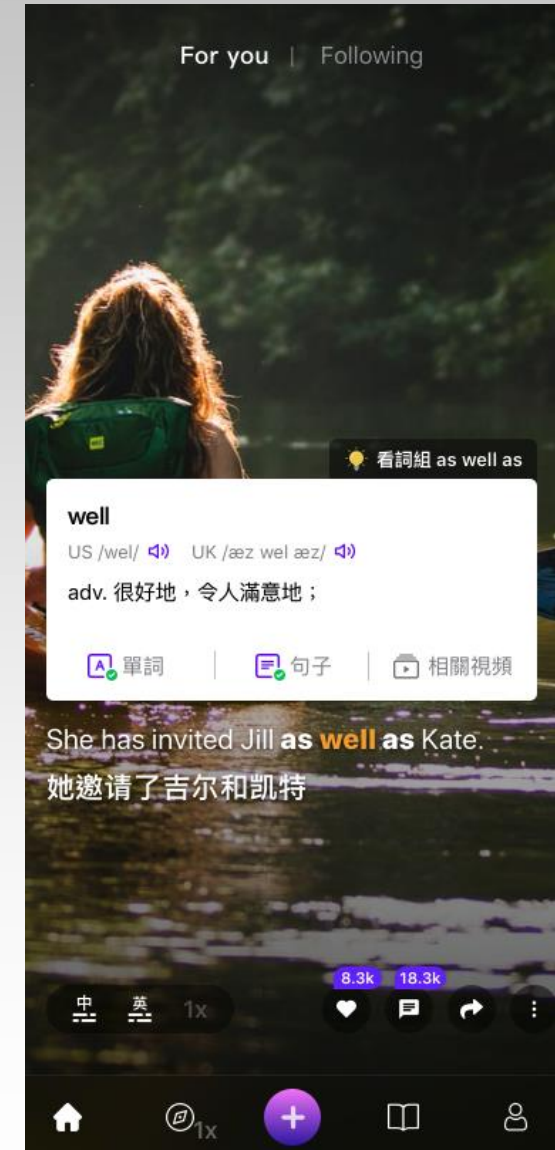 For you | Following
看詞組 as well as
well
US /wel/ UK /æz wel æz/
adv. 很好地，令人滿意地；
A 單詞 句子 相關視頻
She has invited Jill as well as Kate.
她邀请了吉尔和凯特
8.3k 18.3k
中 英 1x
1x